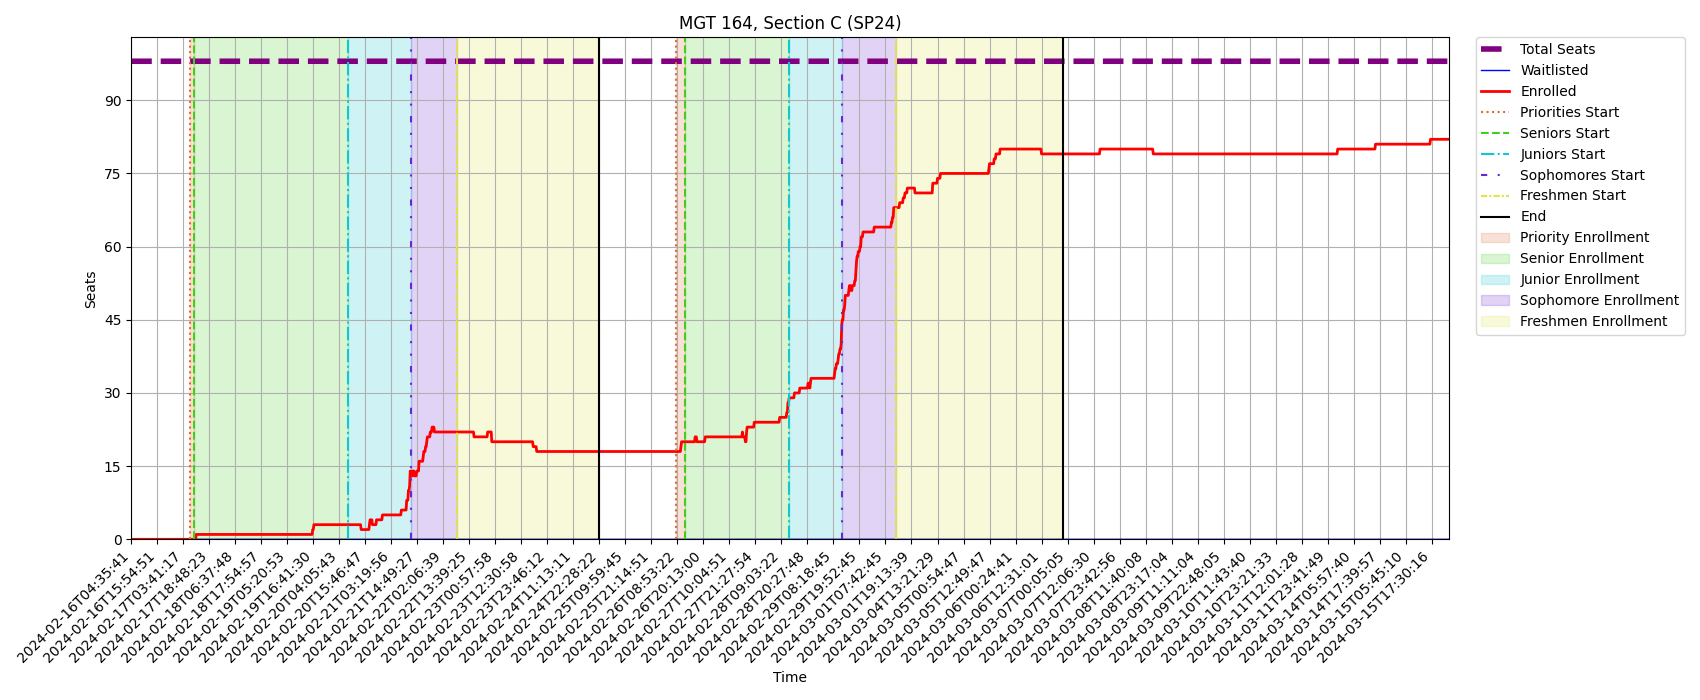 MGT 164, Section C (SP24)
Total Seats
Waitlisted
Enrolled
Priorities Start
Seniors Start
Juniors Start
Sophomores Start
Freshmen Start
End
Priority Enrollment
Senior Enrollment
Junior Enrollment
Sophomore Enrollment
Freshmen Enrollment
Seats
90
75
60
45
30
15
0
2024-02-16T04:35:41
2024-02-16T15:54:51
2024-02-17T03:41:17
2024-02-17T18:48:23
2024-02-18T06:37:48
2024-02-18T17:54:57
2024-02-19T05:20:53
2024-02-19T16:41:30
2024-02-20T04:05:43
2024-02-20T15:46:47
2024-02-21T03:19:56
2024-02-21T14:49:27
2024-02-22T02:06:39
2024-02-22T13:39:25
2024-02-23T00:57:58
2024-02-23T12:30:58
2024-02-23T23:46:12
2024-02-24T11:13:11
2024-02-24T22:28:22
2024-02-25T09:59:45
2024-02-25T21:14:51
2024-02-26T08:53:22
2024-02-26T20:13:00
2024-02-27T10:04:51
2024-02-27T21:27:54
2024-02-28T09:03:22
2024-02-28T20:27:48
2024-02-29T08:18:45
2024-02-29T19:52:45
2024-03-01T07:42:45
2024-03-01T19:13:39
2024-03-04T13:21:29
2024-03-05T00:54:47
2024-03-05T12:49:47
2024-03-06T00:24:41
2024-03-06T12:31:01
2024-03-07T00:05:05
2024-03-07T12:06:30
2024-03-07T23:42:56
2024-03-08T11:40:08
2024-03-08T23:17:04
2024-03-09T11:11:04
2024-03-09T22:48:05
2024-03-10T11:43:40
2024-03-10T23:21:33
2024-03-11T12:01:28
2024-03-11T23:41:49
2024-03-14T05:57:40
2024-03-14T17:39:57
2024-03-15T05:45:10
2024-03-15T17:30:16
Time